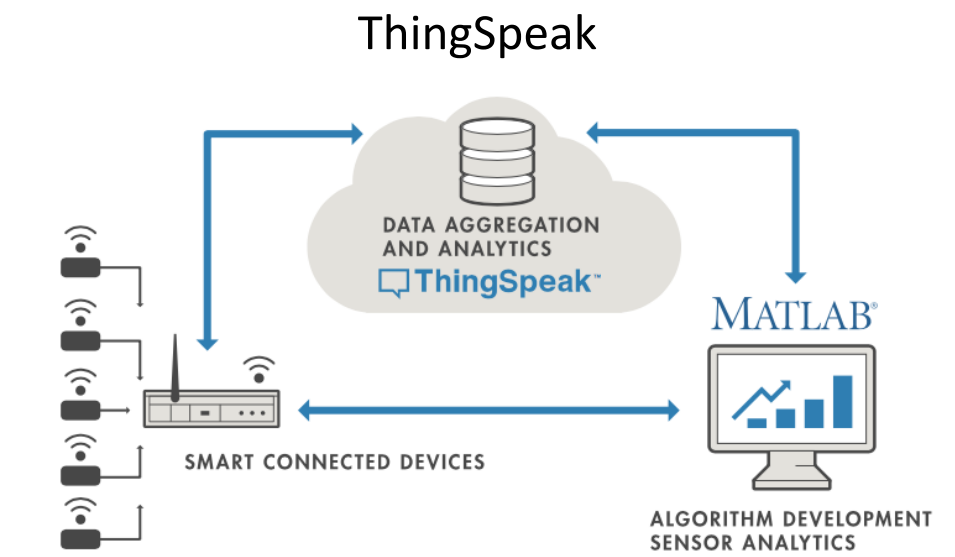 ThingSpeak
DATA AGGREGATION
AND ANALYTICS
ThingSpeak™
MATLAB®
SMART CONNECTED DEVICES
ALGORITHM DEVELOPMENT
SENSOR ANALYTICS